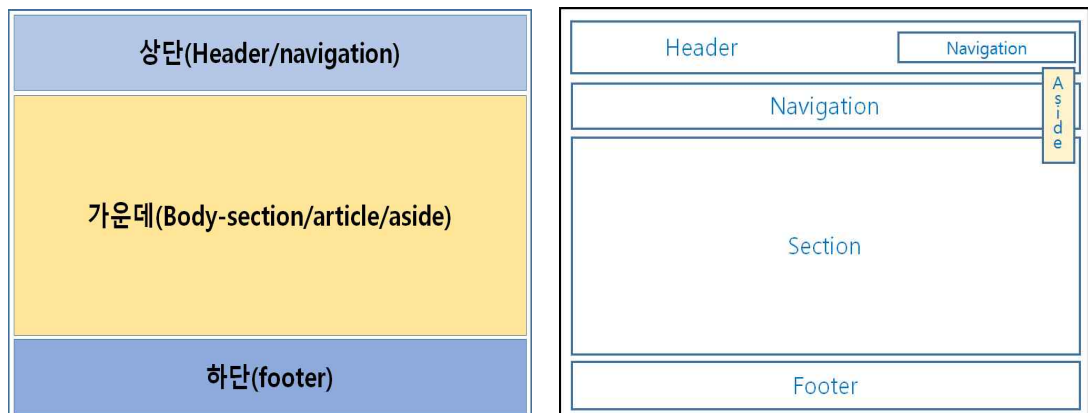 상단(Header/navigation)
가운데(Body-section/article/aside)
하단(footer)
Header
Navigation
Aside
Navigation
Section
Footer